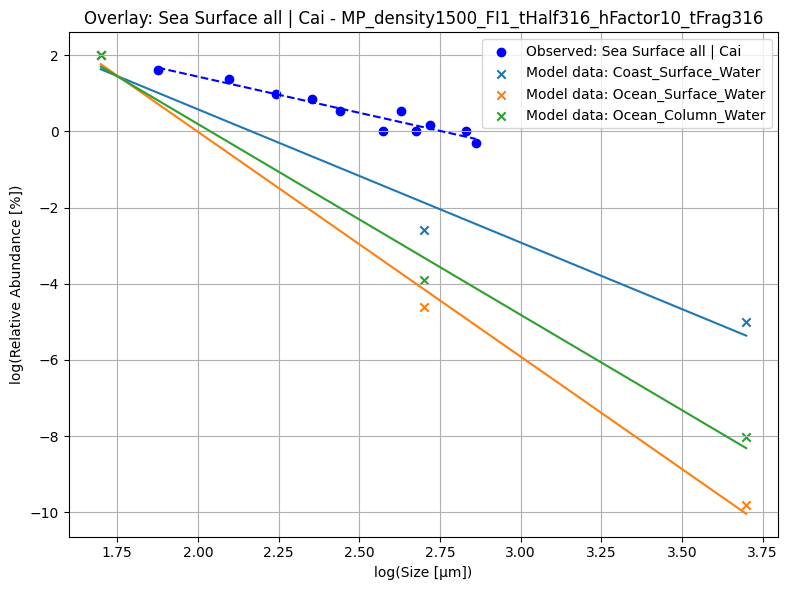 Overlay: Sea Surface all | Cai - MP_density1500_FI1_tHalf316_hFactor10_tFrag316
Observed: Sea Surface all | Cai
Model data: Coast_Surface_Water
Model data: Ocean_Surface_Water
Model data: Ocean_Column_Water
log(Relative Abundance [%])
2
0
−2
−4
−6
−8
−10
1.75 2.00 2.25 2.50 2.75 3.00 3.25 3.50 3.75
log(Size [μm])